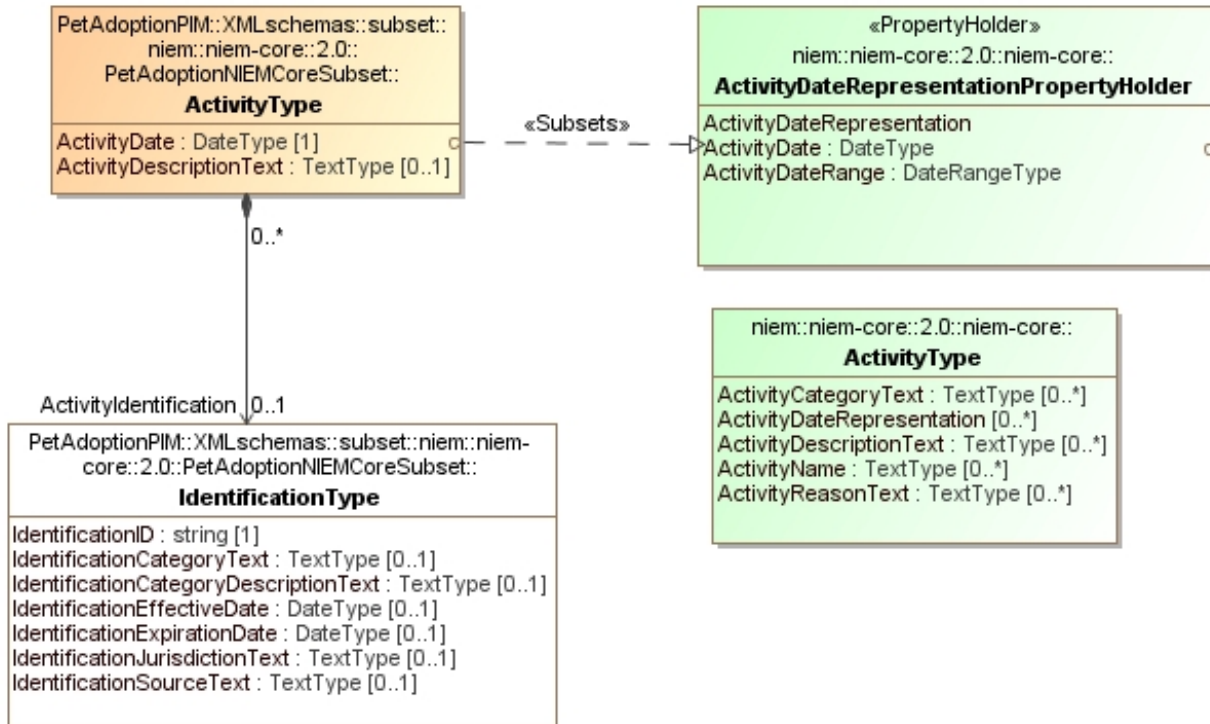 PetAdoptionPIM::XMLschemas::subset::
niem::niem-core::2.0::
PetAdoptionNIEMCoreSubset::
ActivityType
ActivityDate : DateType [1]
ActivityDescriptionText : TextType [0..1]
«Subsets»
«PropertyHolder»
niem::niem-core::2.0::niem-core::
ActivityDateRepresentationPropertyHolder
ActivityDateRepresentation
ActivityDate : DateType
ActivityDateRange : DateRangeType
0..*
ActivityIdentification 0..1
niem::niem-core::2.0::niem-core::
ActivityType
ActivityCategoryText : TextType [0..*]
ActivityDateRepresentation [0..*]
ActivityDescriptionText : TextType [0..*]
ActivityName : TextType [0..*]
ActivityReasonText : TextType [0..*]
PetAdoptionPIM::XMLschemas::subset::niem::niem-
core::2.0::PetAdoptionNIEMCoreSubset::
IdentificationType
IdentificationID : string [1]
IdentificationCategoryText : TextType [0..1]
IdentificationCategoryDescriptionText : TextType [0..1]
IdentificationEffectiveDate : DateType [0..1]
IdentificationExpirationDate : DateType [0..1]
IdentificationJurisdictionText : TextType [0..1]
IdentificationSourceText : TextType [0..1]